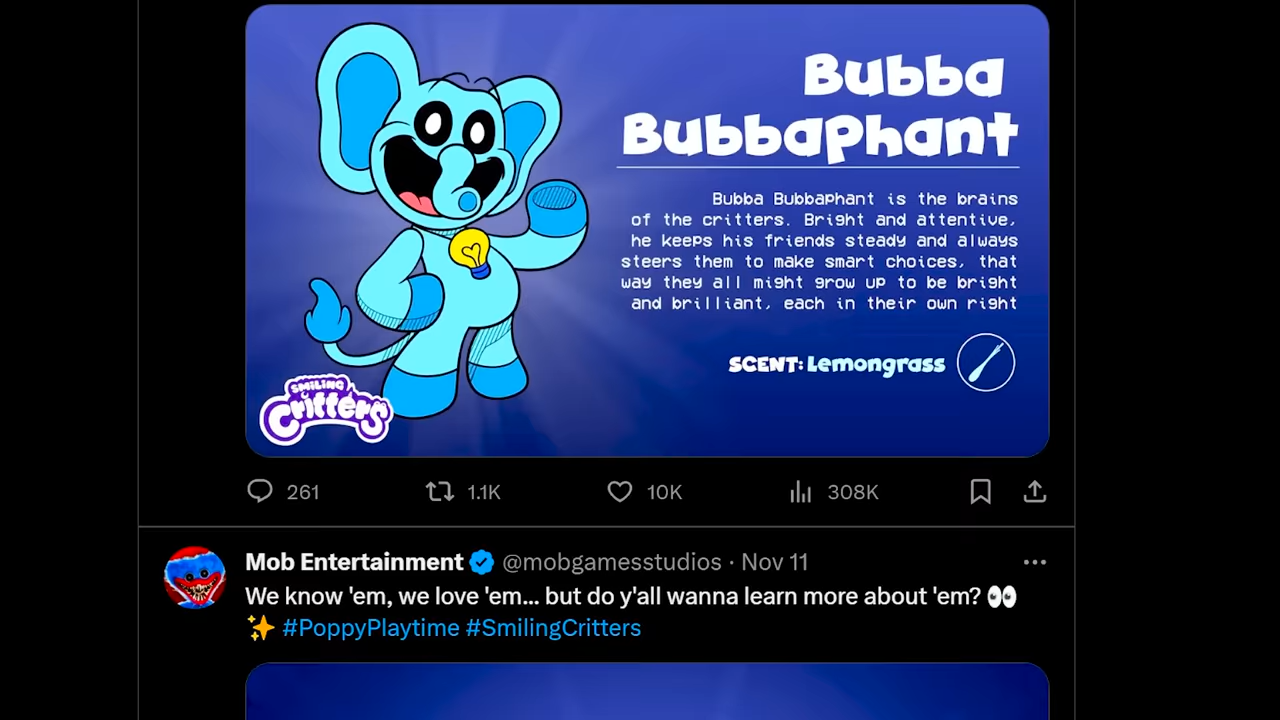 Bubba
Bubbaphant
Bubba Bubbaphant is the brains
of the critters. Bright and attentive,
he keeps his friends steady and always
steers them to make smart choices, that
way they all might grow up to be bright
and brilliant, each in their own right
SCENT: Lemongrass
SMILING
Critters
261
1.1K
10K
308K
Mob Entertainment @mobgamesstudios · Nov 11
We know 'em, we love 'em... but do y'all wanna learn more about 'em? 👀
✨ #PoppyPlaytime #SmilingCritters